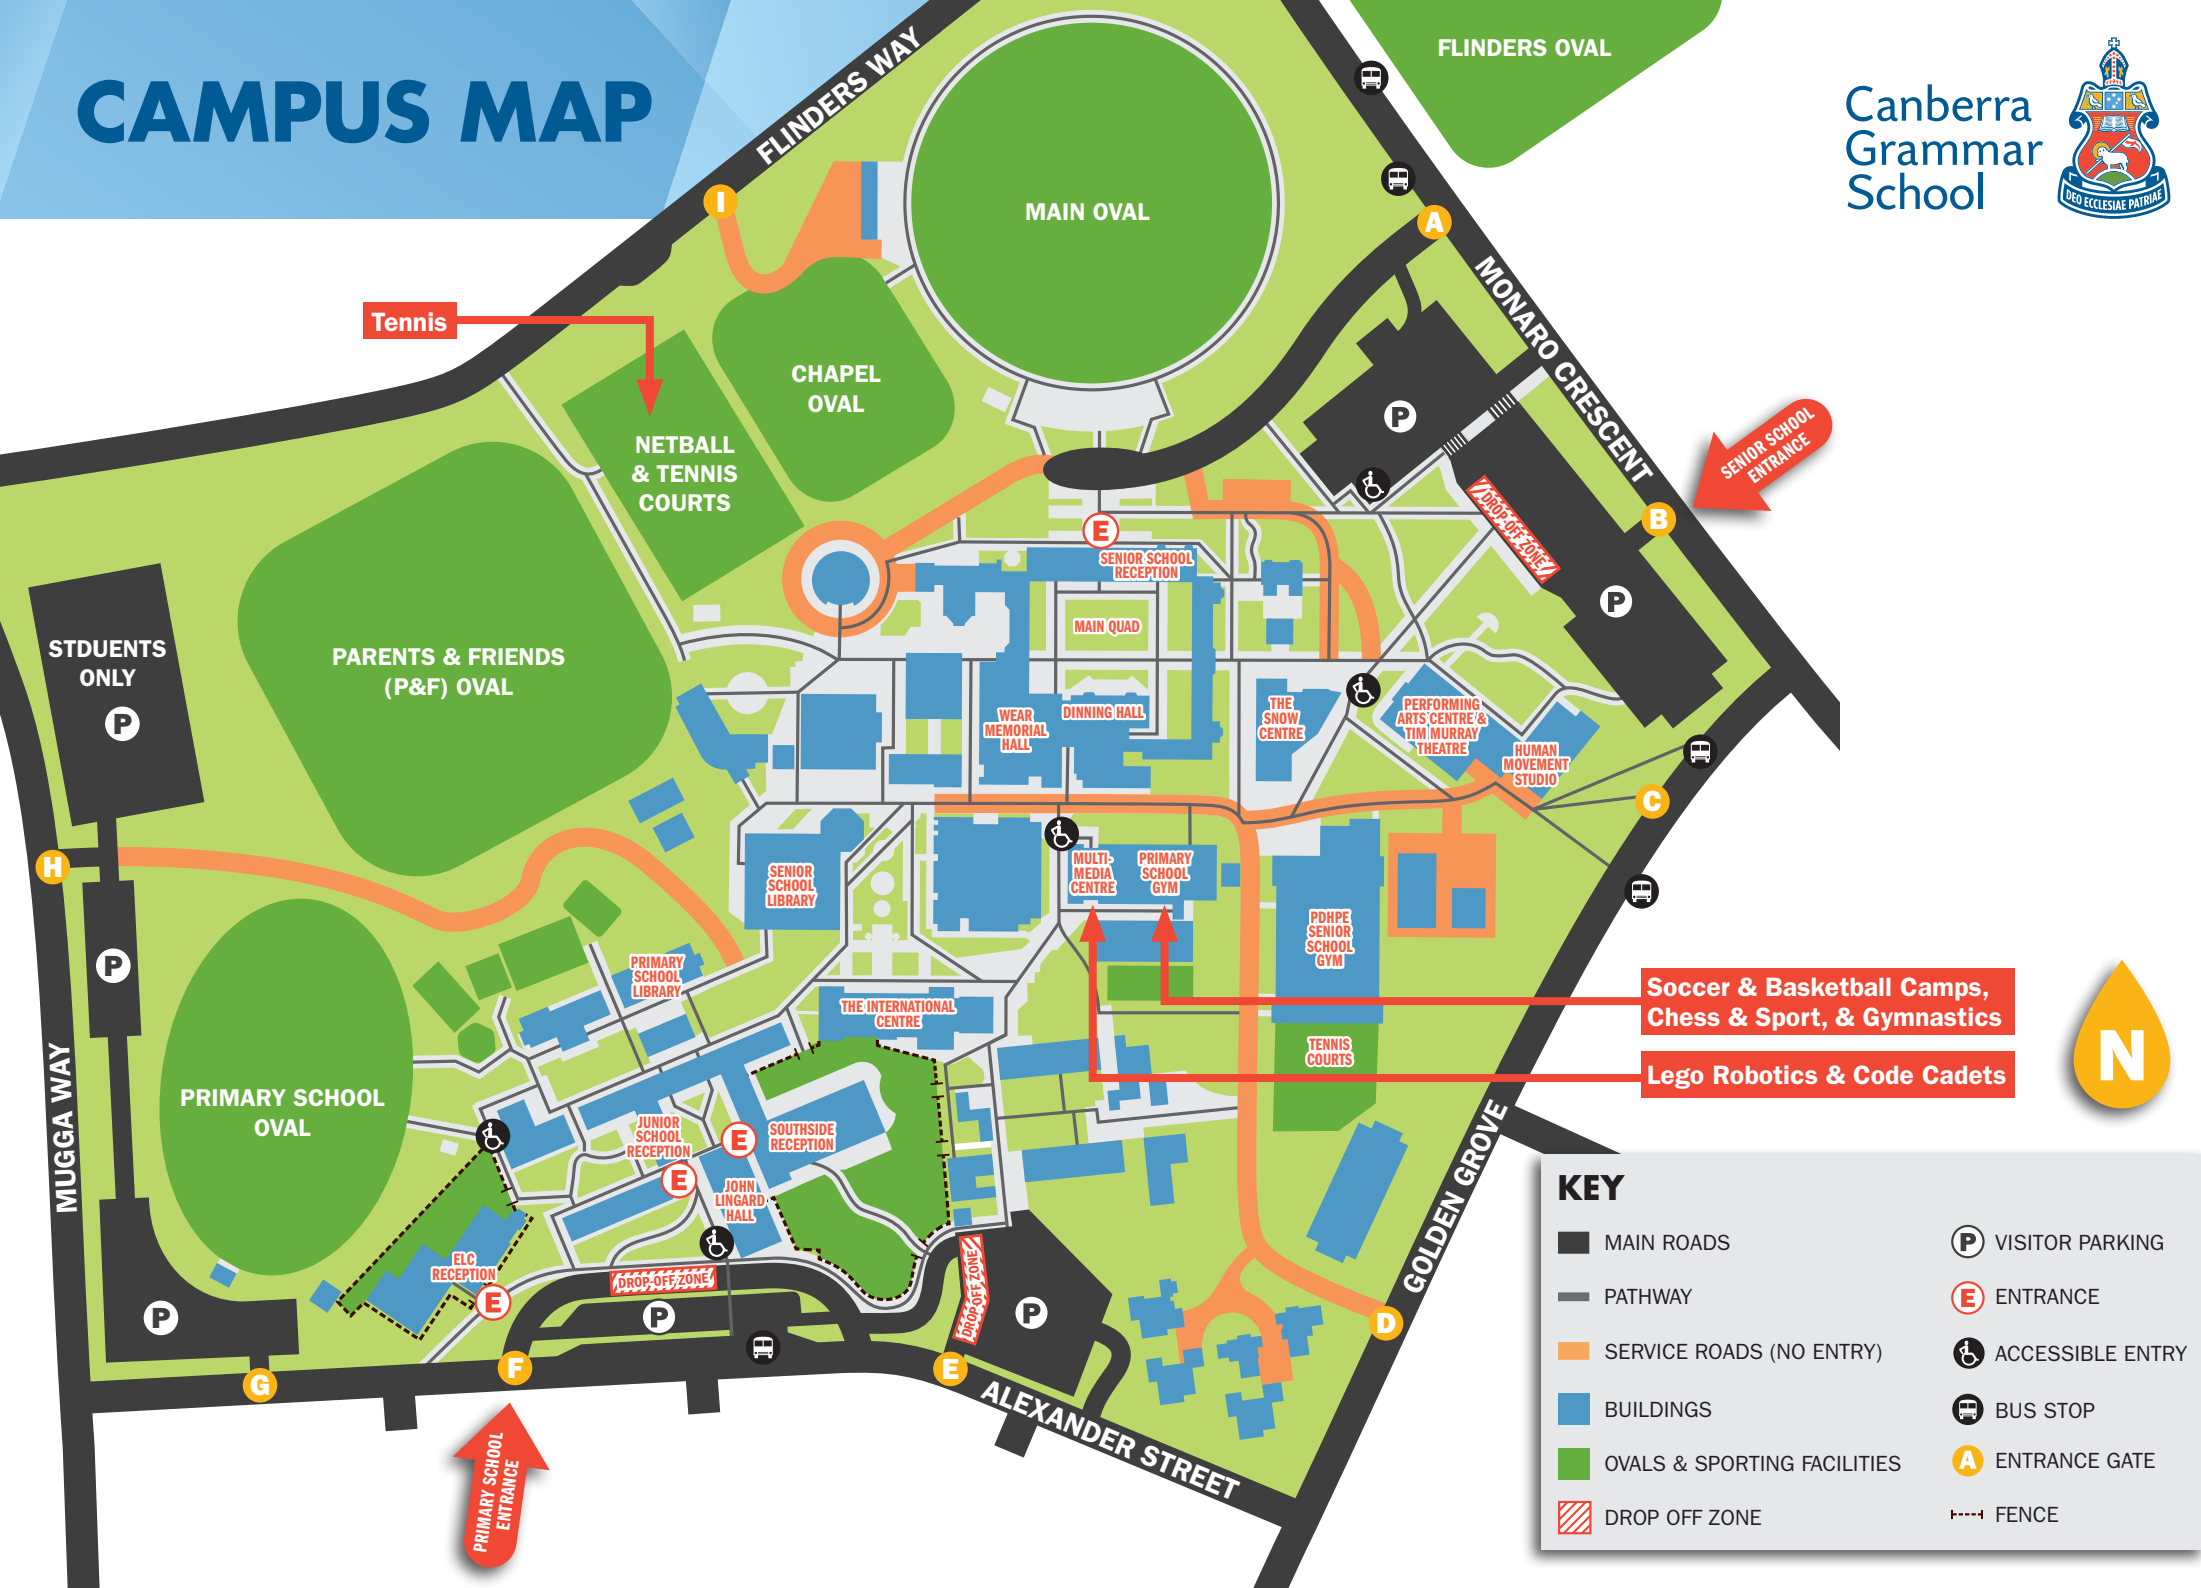 CAMPUS MAP
FLINDERS WAY
FLINDERS OVAL
Canberra
Grammar
School
DEO ECCLESIAE PATRIAE
I
MAIN OVAL
A
MONARO CRESCENT
Tennis
CHAPEL
OVAL
P
SENIOR SCHOOL
ENTRANCE
NETBALL
& TENNIS
COURTS
DROP-OFF ZONE
B
E
SENIOR SCHOOL
RECEPTION
P
MAIN QUAD
STDUENTS
ONLY
P
PARENTS & FRIENDS
(P&F) OVAL
WEAR
MEMORIAL
HALL
DINNING HALL
THE
SNOW
CENTRE
PERFORMING
ARTS CENTRE &
TIM MURRAY
THEATRE
HUMAN
MOVEMENT
STUDIO
C
H
SENIOR
SCHOOL
LIBRARY
MULTI-
MEDIA
CENTRE
PRIMARY
SCHOOL
GYM
PDHPE
SENIOR
SCHOOL
GYM
P
PRIMARY
SCHOOL
LIBRARY
THE INTERNATIONAL
CENTRE
Soccer & Basketball Camps,
Chess & Sport, & Gymnastics
TENNIS
COURTS
Lego Robotics & Code Cadets
N
MUGGA WAY
PRIMARY SCHOOL
OVAL
JUNIOR
SCHOOL
RECEPTION
E
SOUTHSIDE
RECEPTION
E
JOHN
LINGARD
HALL
GOLDEN GROVE
ELC
RECEPTION
E
DROP-OFF ZONE
DROP-OFF ZONE
P
P
P
D
G
F
E
ALEXANDER STREET
PRIMARY SCHOOL
ENTRANCE
KEY
MAIN ROADS
PATHWAY
SERVICE ROADS (NO ENTRY)
BUILDINGS
OVALS & SPORTING FACILITIES
DROP OFF ZONE
P VISITOR PARKING
E ENTRANCE
ACCESSIBLE ENTRY
BUS STOP
A ENTRANCE GATE
FENCE